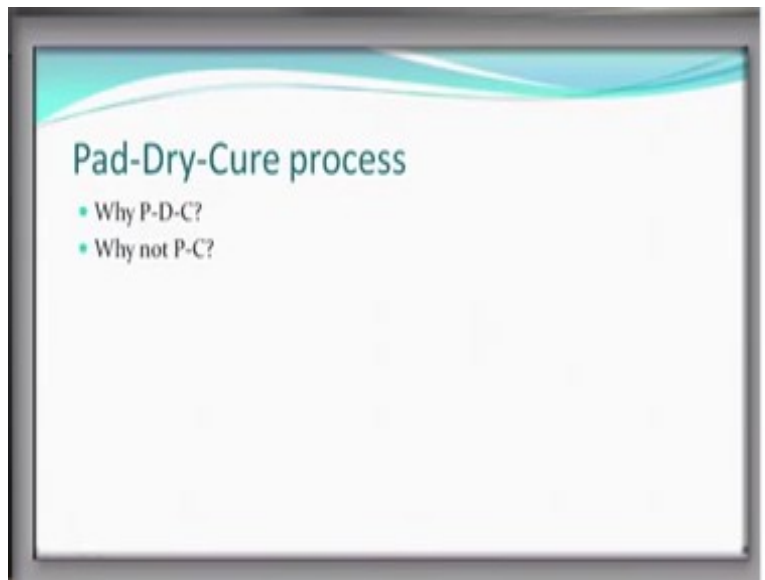 Pad-Dry-Cure process
• Why P-D-C?
• Why not P-C?